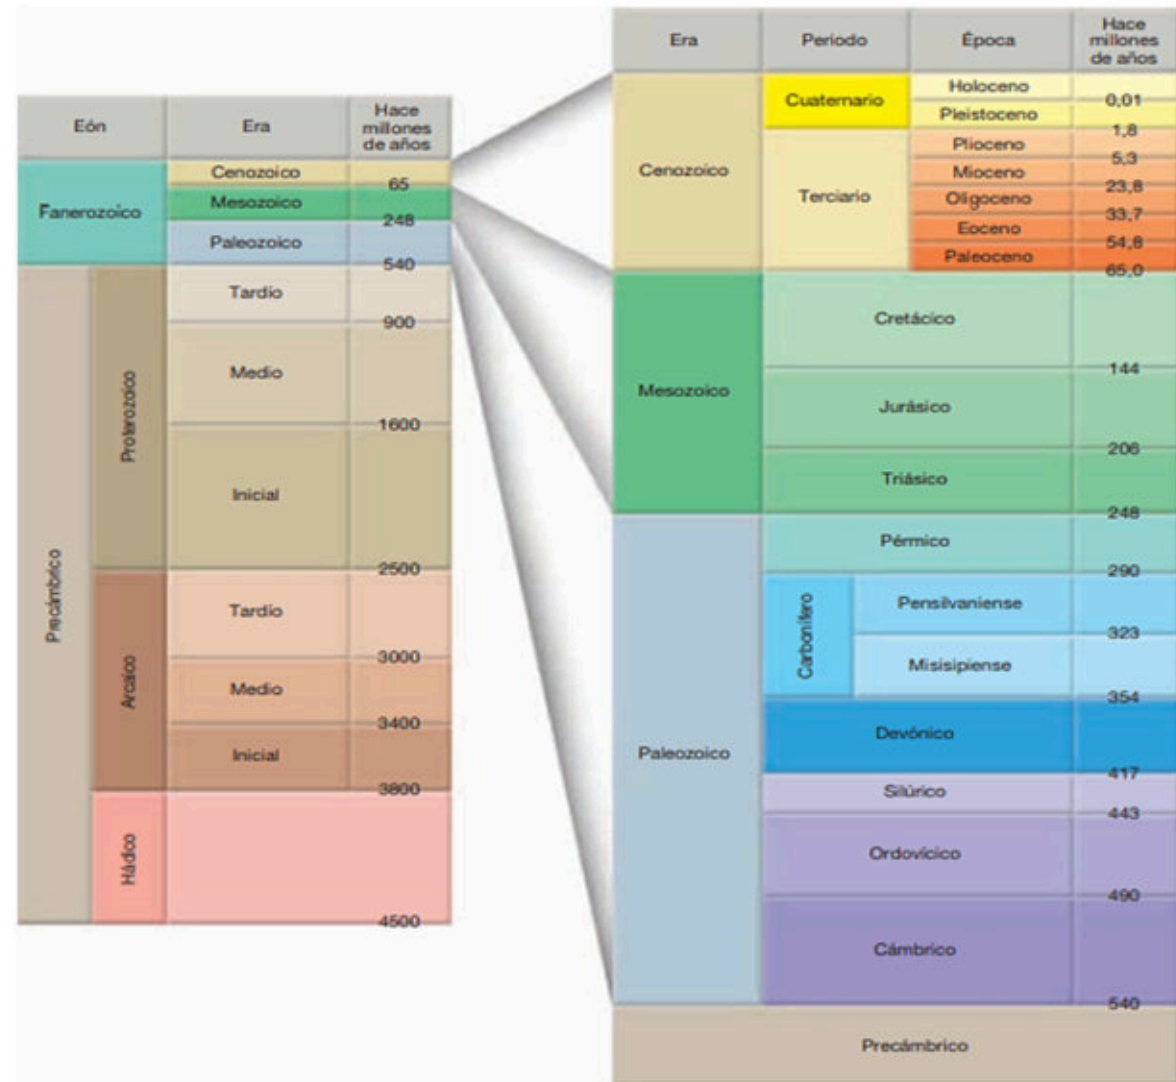 Eón
Era
Hace
millones
de años
Fanerozoico
Cenozoico
65
Mesozoico
248
Paleozoico
540
Precámbrico
Proterozoico
Tardío
900
Medio
1600
Inicial
2500
Arcaico
Tardío
3000
Medio
3400
Inicial
3800
Hádico
4500
Era
Periodo
Época
Hace
millones
de años
Cenozoico
Cuaternario
Holoceno
0,01
Pleistoceno
1,8
Terciario
Plioceno
5,3
Mioceno
23,8
Oligoceno
33,7
Eoceno
54,8
Paleoceno
65,0
Mesozoico
Cretácico
144
Jurásico
206
Triásico
248
Paleozoico
Pérmico
290
Carbonífero
Pensilvaniense
323
Misisipiense
354
Devónico
417
Silúrico
443
Ordovícico
490
Cámbrico
540
Precámbrico